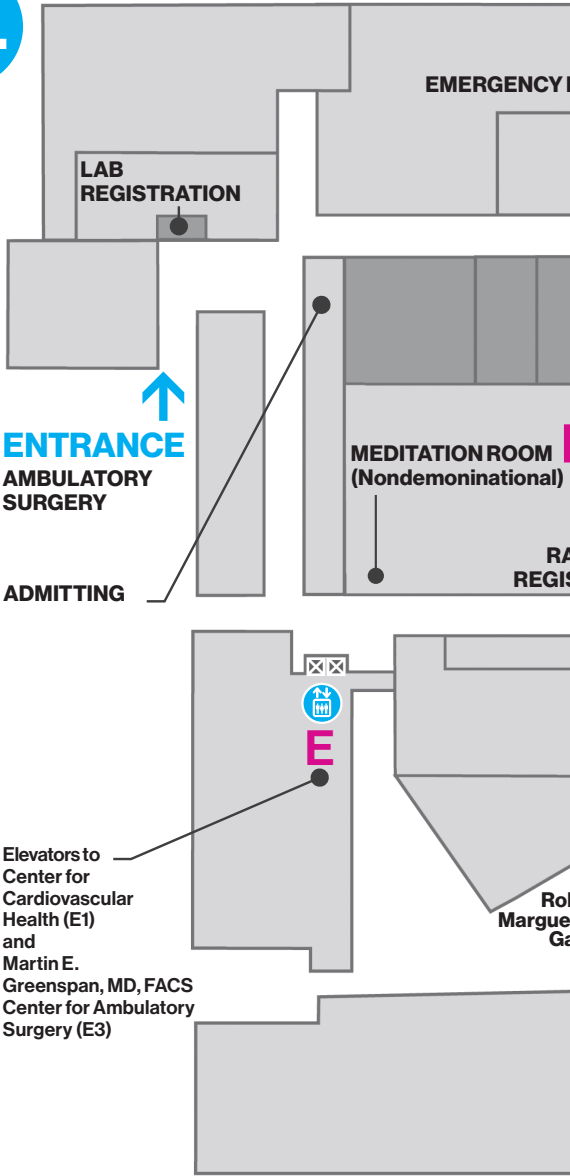 EMERGENCY
LAB
REGISTRATION
ENTRANCE
AMBULATORY
SURGERY
MEDITATION ROOM
(Nondemoninational)
ADMITTING
E
Elevators to
Center for
Cardiovascular
Health (E1)
and
Martin E.
Greenspan, MD, FACS
Center for Ambulatory
Surgery (E3)